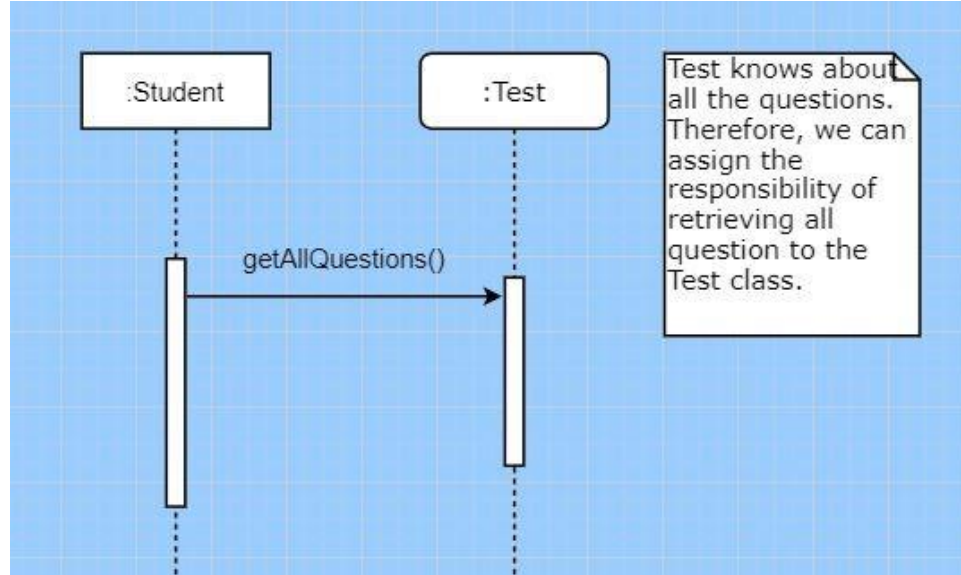 :Student
:Test
getAllQuestions()
Test knows about
all the questions.
Therefore, we can
assign the
responsibility of
retrieving all
question to the
Test class.